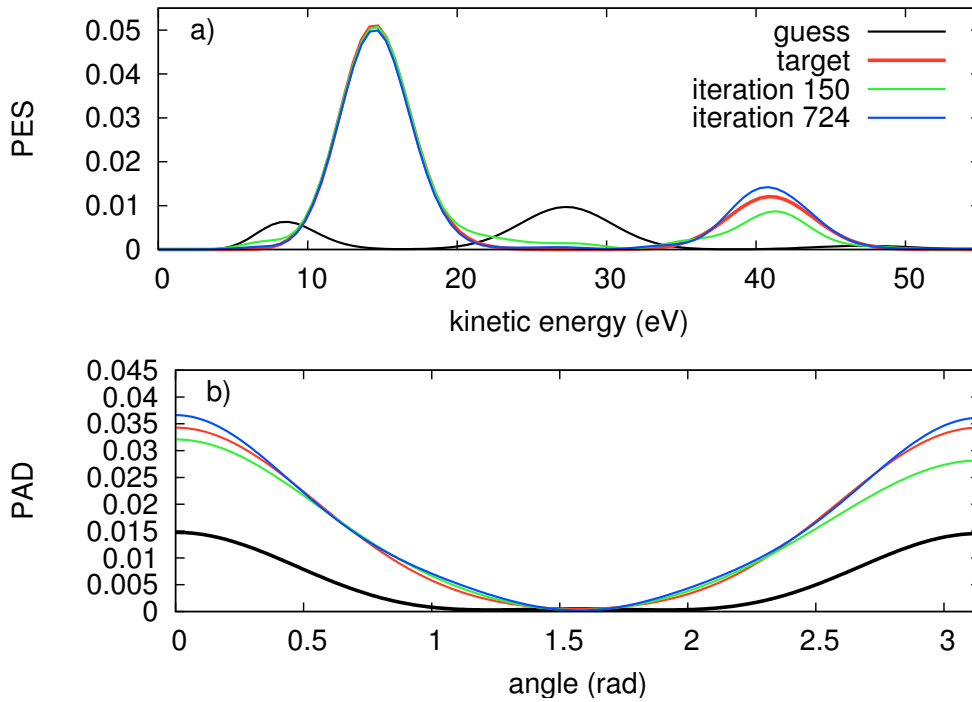 a)
guess
target
iteration 150
iteration 724
PES
0.05
0.04
0.03
0.02
0.01
0
0 10 20 30 40 50
kinetic energy (eV)
b)
PAD
0.045
0.04
0.035
0.03
0.025
0.02
0.015
0.01
0.005
0
0 0.5 1 1.5 2 2.5 3
angle (rad)